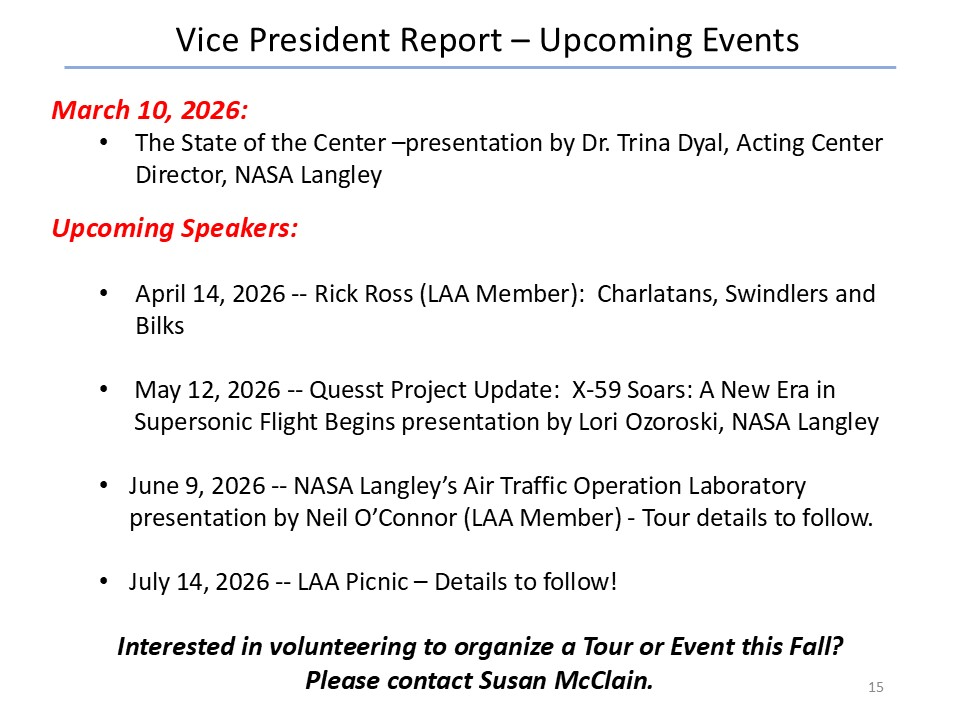 Vice President Report – Upcoming Events
March 10, 2026:
• The State of the Center –presentation by Dr. Trina Dyal, Acting Center
Director, NASA Langley
Upcoming Speakers:
• April 14, 2026 -- Rick Ross (LAA Member):  Charlatans, Swindlers and
Bilks
• May 12, 2026 -- Quesst Project Update:  X-59 Soars: A New Era in
Supersonic Flight Begins presentation by Lori Ozoroski, NASA Langley
• June 9, 2026 -- NASA Langley’s Air Traffic Operation Laboratory
presentation by Neil O’Connor (LAA Member) - Tour details to follow.
• July 14, 2026 -- LAA Picnic – Details to follow!
Interested in volunteering to organize a Tour or Event this Fall?
Please contact Susan McClain.
15